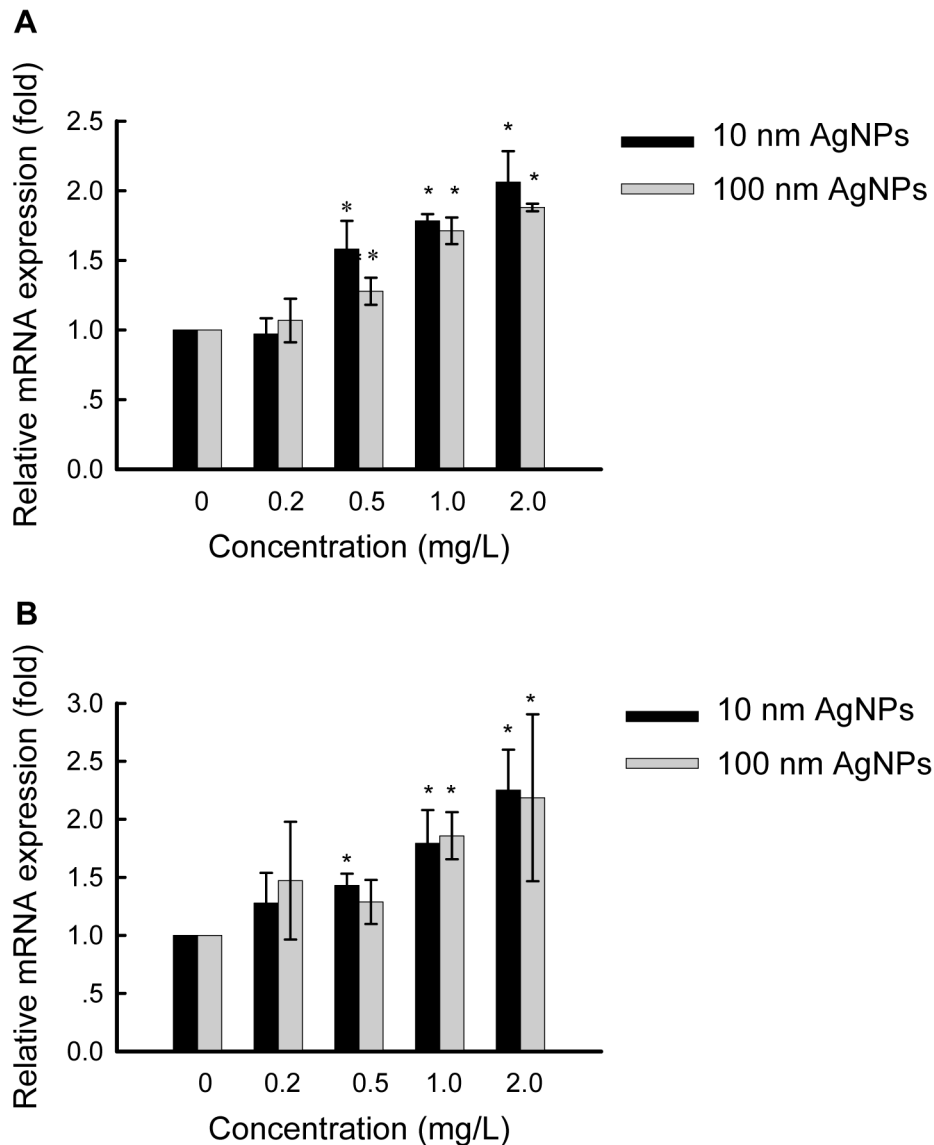 A
Relative mRNA expression (fold)
2.5
2.0
1.5
1.0
.5
0.0
* * * * * * *
10 nm AgNPs
100 nm AgNPs
0 0.2 0.5 1.0 2.0
Concentration (mg/L)
B
Relative mRNA expression (fold)
3.0
2.5
2.0
1.5
1.0
.5
0.0
* * * * *
10 nm AgNPs
100 nm AgNPs
0 0.2 0.5 1.0 2.0
Concentration (mg/L)